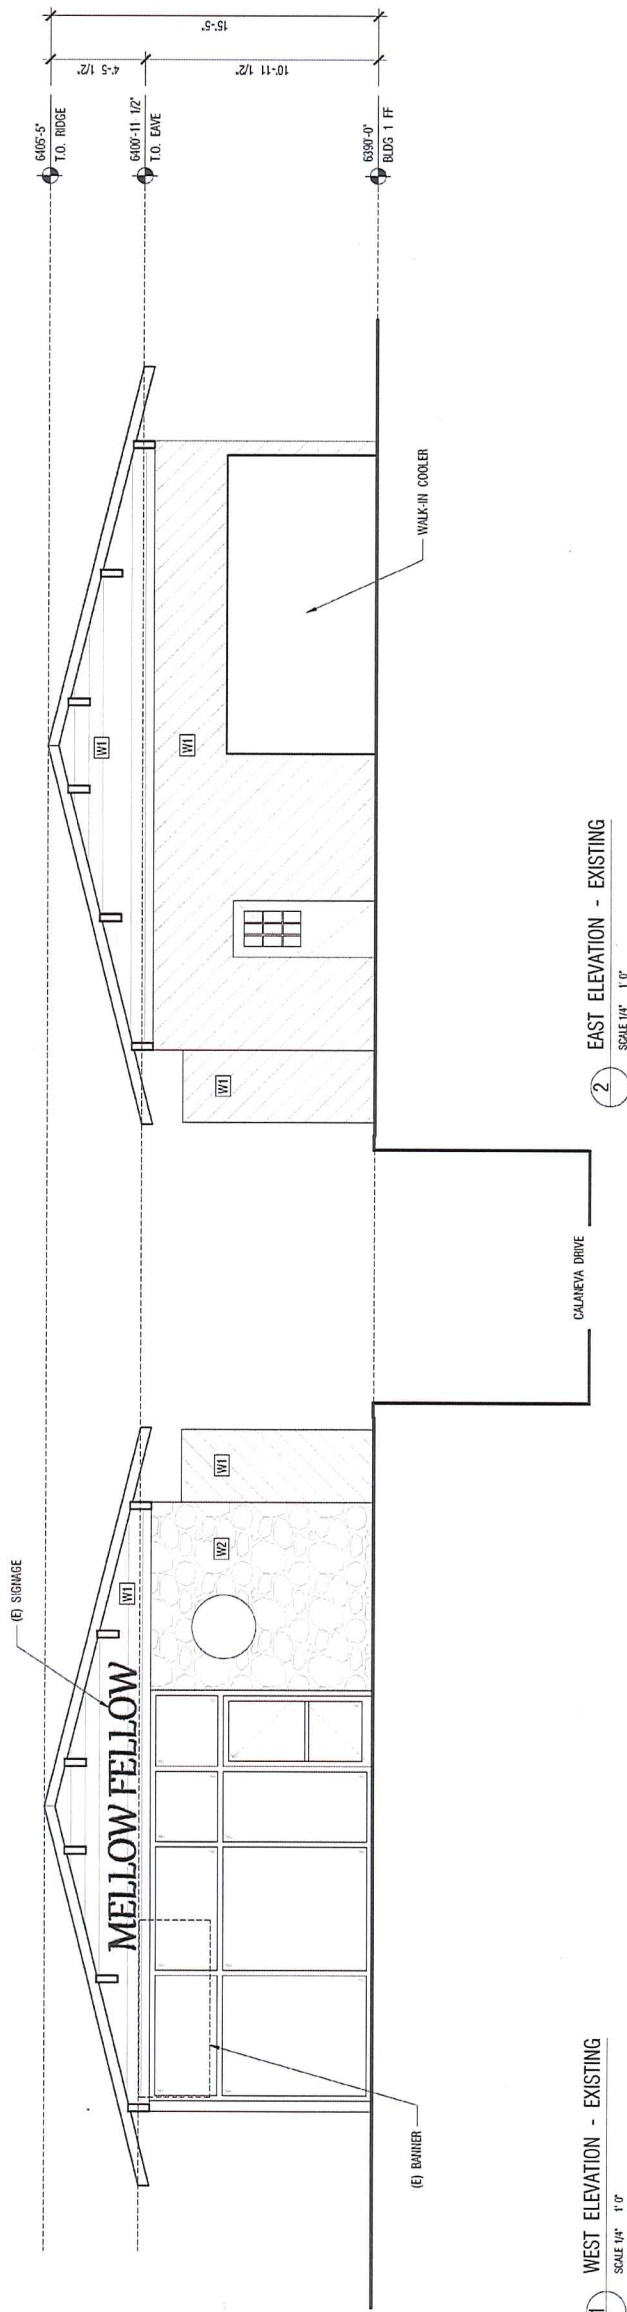 (E) SIGNAGE
MELLOW FELLOW
W1
W2
W1
(E) BANNER
1
WEST ELEVATION - EXISTING
SCALE 1/4" 1' 0"
CALANEVA DRIVE
W1
W1
W1
WALK-IN COOLER
2
EAST ELEVATION - EXISTING
SCALE 1/4" 1' 0"
6405'-5"
T.O. RIDGE
6400'-11 1/2"
T.O. EAVE
6390'-0"
BLDG 1 FF
4'-5 1/2"
10'-11 1/2"
15'-5"